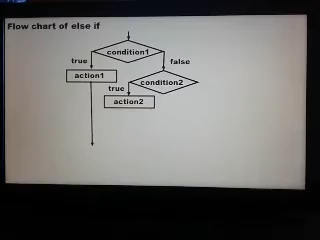 Flow chart of else if
condition1
true
false
action1
condition2
true
action2